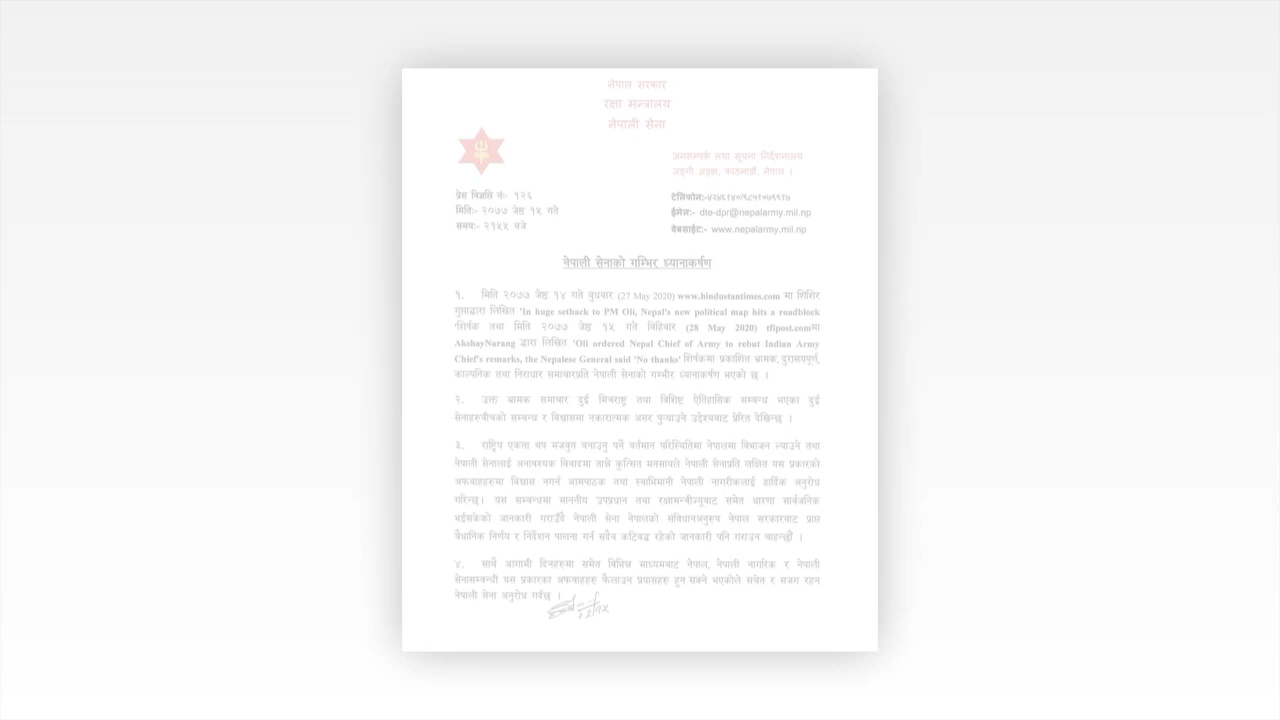 नेपाल सरकार
रक्षा मन्त्रालय
नेपाली सेना
जनसम्पर्क तथा सूचना निर्देशनालय
जङ्गी अड्डा, काठमाडौं, नेपाल ।
प्रेस विज्ञप्ति नंः- १२६
मितिः- २०७७ जेष्ठ १५ गते
समयः- २१५५ बजे
टेलिफोनः-४२४६१४०/९८५१०७९९१७
ईमेलः- dte-dpr@nepalarmy.mil.np
वेबसाईटः- www.nepalarmy.mil.np
नेपाली सेनाको गम्भिर ध्यानाकर्षण
१. मिति २०७७ जेष्ठ १४ गते बुधवार (27 May 2020) www.hindustantimes.com मा शिशिर
गुप्ताद्धारा लिखित 'In huge setback to PM Oli, Nepal's new political map hits a roadblock
'शिर्षक तथा मिति २०७७ जेष्ठ १५ गते बिहिवार (28 May 2020) tfipost.comमा
AkshayNarang द्वारा लिखित 'Oli ordered Nepal Chief of Army to rebut Indian Army
Chief's remarks, the Nepalese General said 'No thanks' शिर्षकमा प्रकाशित भ्रामक, दुरासयपूर्ण,
काल्पनिक तथा निराधार समाचारप्रति नेपाली सेनाको गम्भीर ध्यानाकर्षण भएको छ ।
२. उक्त भ्रामक समाचार दुई मित्रराष्ट्र तथा विशिष्ट ऐतिहासिक सम्बन्ध भएका दुई
सेनाहरुबीचको सम्बन्ध र विश्वासमा नकारात्मक असर पुर्‍याउने उद्देश्यबाट प्रेरित देखिन्छ ।
३. राष्ट्रिय एकता थप मजबुत बनाउनु पर्ने वर्तमान परिस्थितिमा नेपालमा विभाजन ल्याउने तथा
नेपाली सेनालाई अनावश्यक विवादमा तान्ने कुत्सित मनसायले नेपाली सेनाप्रति लक्षित यस प्रकारको
अफवाहहरुमा विश्वास नगर्न आमपाठक तथा स्वाभिमानी नेपाली नागरीकलाई हार्दिक अनुरोध
गरिन्छ। यस सम्बन्धमा माननीय उपप्रधान तथा रक्षामन्त्रीज्यूबाट समेत धारणा सार्वजनिक
भईसकेको जानकारी गराउँदै नेपाली सेना नेपालको संविधानअनुरुप नेपाल सरकारबाट प्राप्त
वैधानिक निर्णय र निर्देशन पालना गर्न सदैव कटिवद्ध रहेको जानकारी पनि गराउन चाहन्छौं ।
४. साथै आगामी दिनहरुमा समेत विभिन्न माध्यमबाट नेपाल, नेपाली नागरिक र नेपाली
सेनासम्बन्धी यस प्रकारका अफवाहहरु फैलाउन प्रयासहरु हुन सक्ने भएकोले सचेत र सजग रहन
नेपाली सेना अनुरोध गर्दछ ।